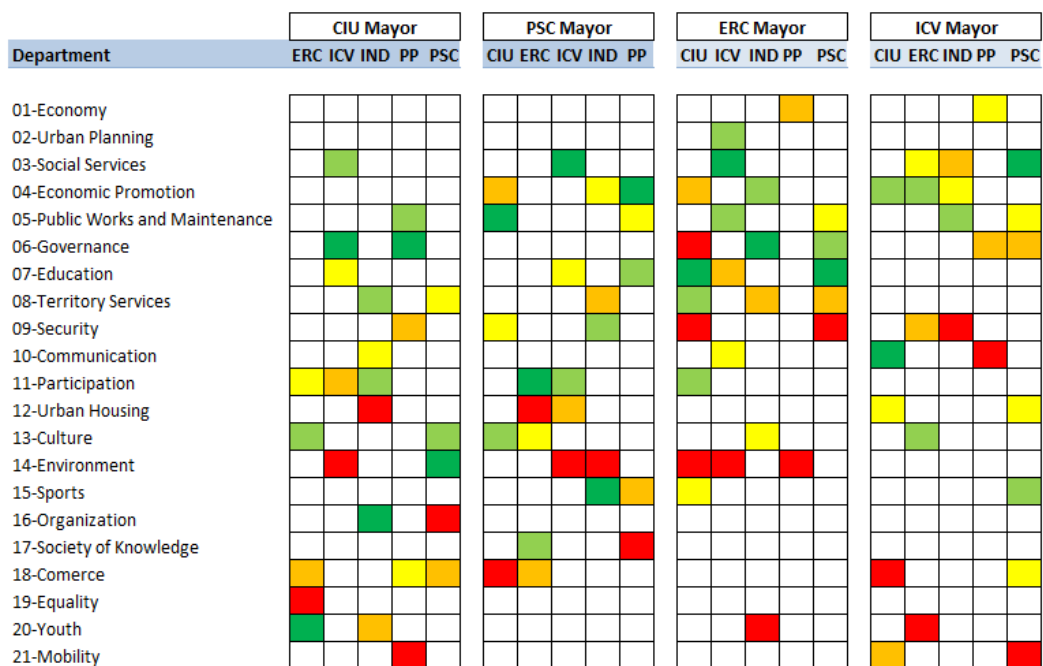 CIU Mayor PSC Mayor ERC Mayor ICV Mayor
Department ERC ICV IND PP PSC CIU ERC ICV IND PP CIU ICV IND PP PSC CIU ERC IND PP PSC
01-Economy
02-Urban Planning
03-Social Services
04-Economic Promotion
05-Public Works and Maintenance
06-Governance
07-Education
08-Territory Services
09-Security
10-Communication
11-Participation
12-Urban Housing
13-Culture
14-Environment
15-Sports
16-Organization
17-Society of Knowledge
18-Comerce
19-Equality
20-Youth
21-Mobility